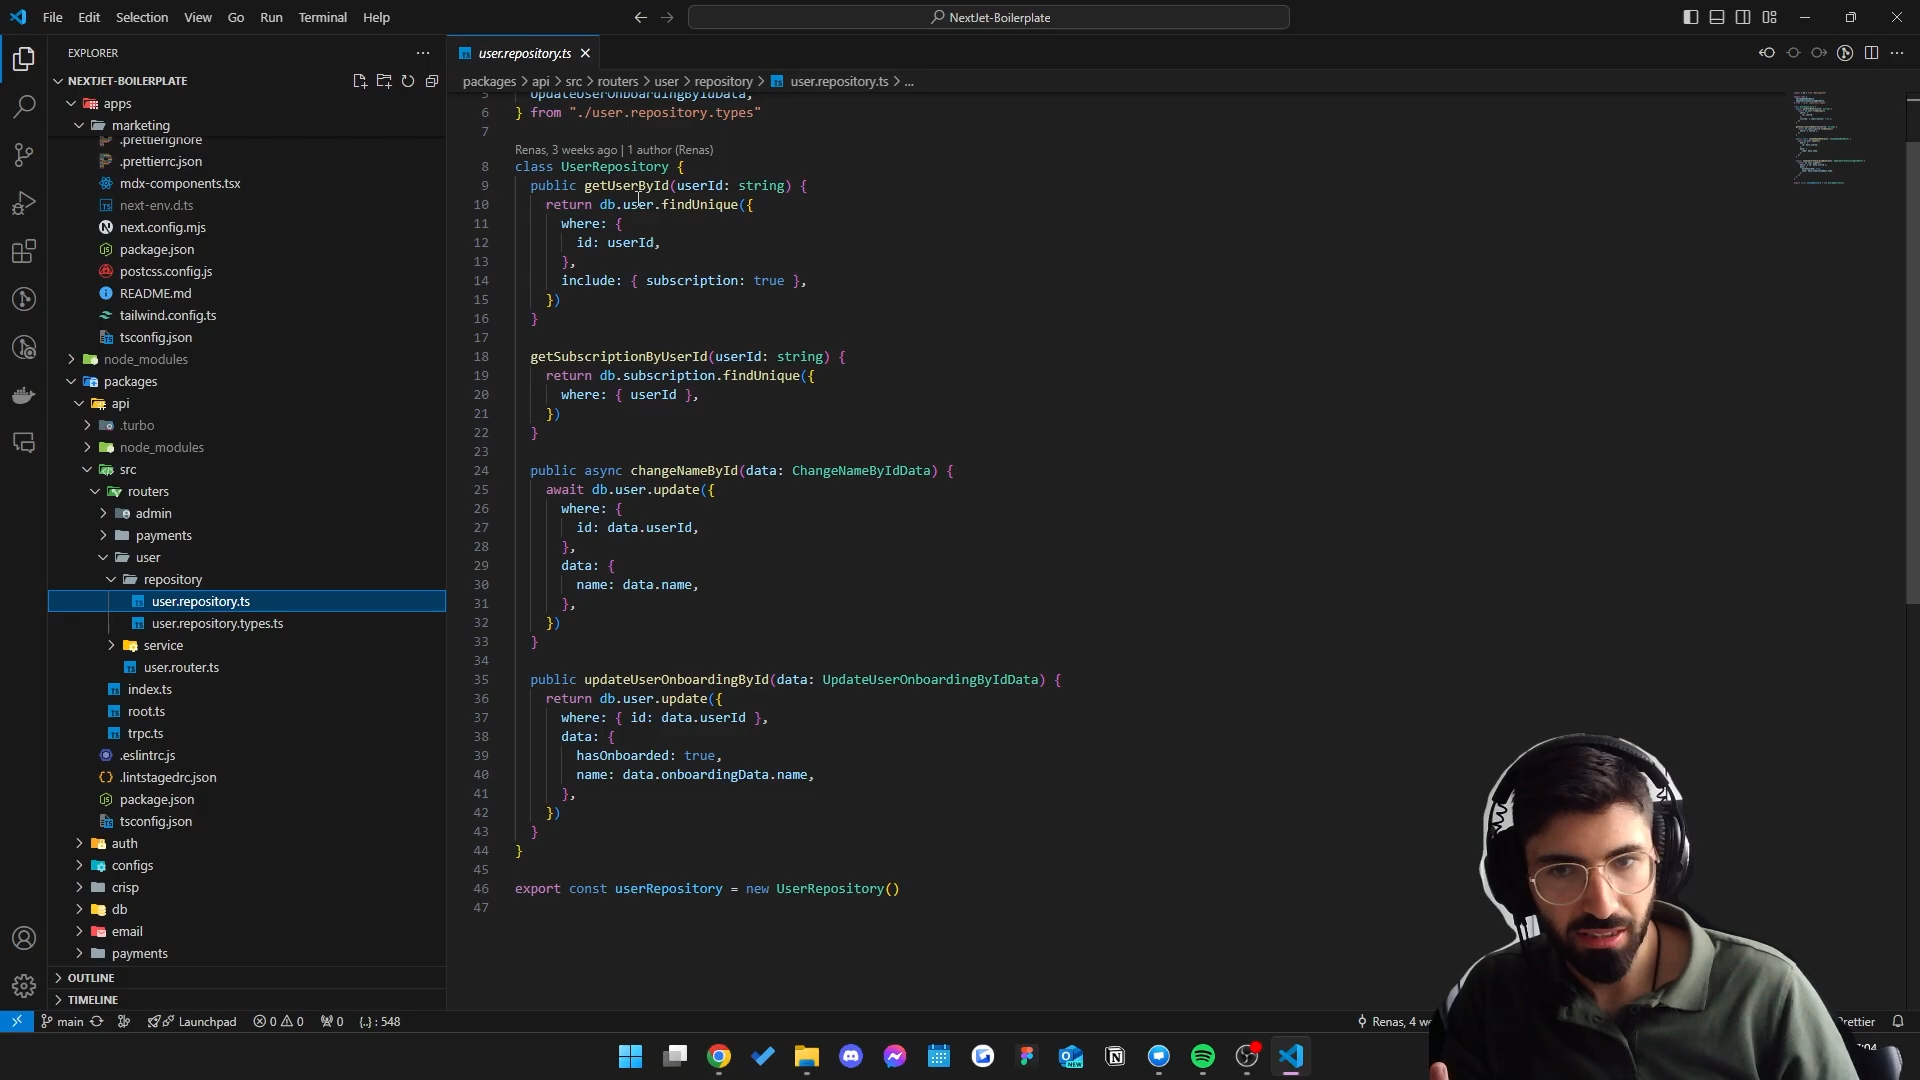 File Edit Selection View Go Run Terminal Help
NextJet-Boilerplate
EXPLORER
NEXTJET-BOILERPLATE
apps
marketing
.prettierignore
.prettierrc.json
mdx-components.tsx
next-env.d.ts
next.config.mjs
package.json
postcss.config.js
README.md
tailwind.config.ts
tsconfig.json
node_modules
packages
api
.turbo
node_modules
src
routers
admin
payments
user
repository
user.repository.ts
user.repository.types.ts
service
user.router.ts
index.ts
root.ts
trpc.ts
.eslintrc.js
.lintstagedrc.json
package.json
tsconfig.json
auth
configs
crisp
db
email
payments
OUTLINE
TIMELINE
user.repository.ts
packages > api > src > routers > user > repository > user.repository.ts > ...
5 UpdateUserOnboardingByIdData,
6 } from "./user.repository.types"
7
Renas, 3 weeks ago | 1 author (Renas)
8 class UserRepository {
9 public getUserById(userId: string) {
10 return db.user.findUnique({
11 where: {
12 id: userId,
13 },
14 include: { subscription: true },
15 })
16 }
17
18 getSubscriptionByUserId(userId: string) {
19 return db.subscription.findUnique({
20 where: { userId },
21 })
22 }
23
24 public async changeNameById(data: ChangeNameByIdData) {
25 await db.user.update({
26 where: {
27 id: data.userId,
28 },
29 data: {
30 name: data.name,
31 },
32 })
33 }
34
35 public updateUserOnboardingById(data: UpdateUserOnboardingByIdData) {
36 return db.user.update({
37 where: { id: data.userId },
38 data: {
39 hasOnboarded: true,
40 name: data.onboardingData.name,
41 },
42 })
43 }
44 }
45
46 export const userRepository = new UserRepository()
47
main Launchpad 0 0 0 {..} : 548 Renas, 4 we